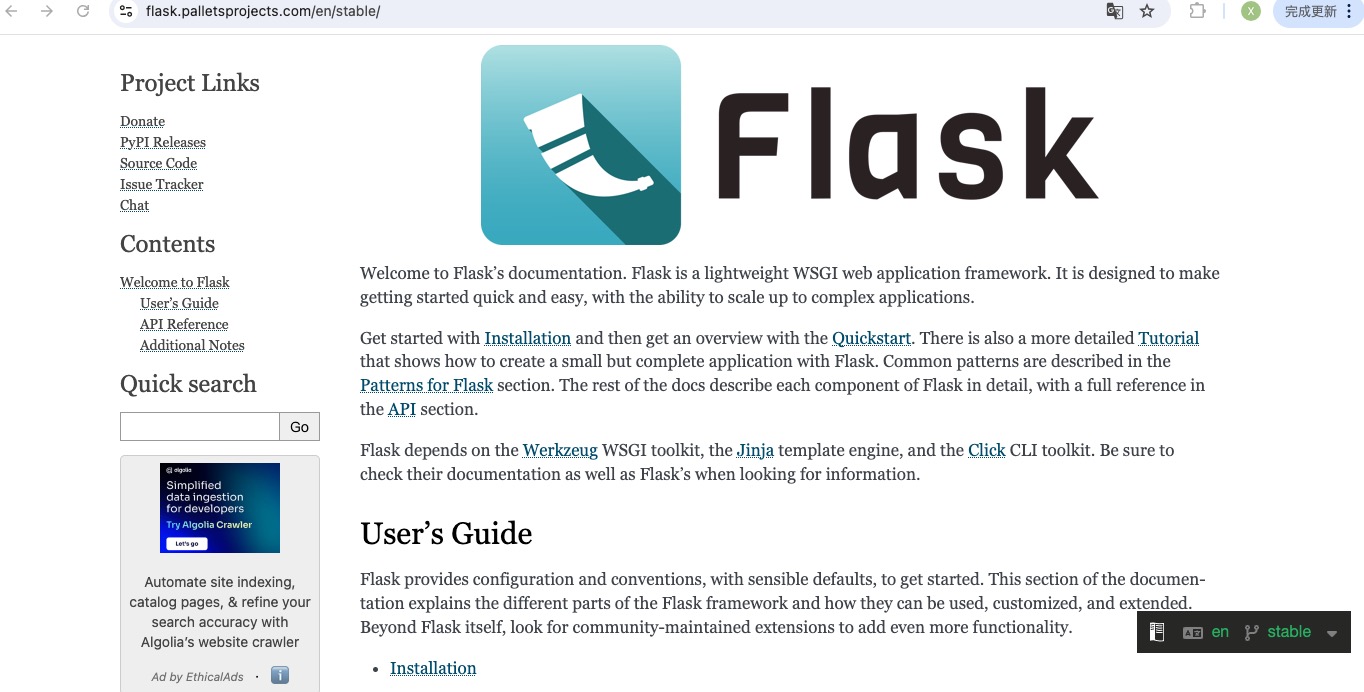 flask.palletsprojects.com/en/stable/
X
完成更新
Project Links
Donate
PyPI Releases
Source Code
Issue Tracker
Chat
Contents
Welcome to Flask
User’s Guide
API Reference
Additional Notes
Quick search
Go
algolia
Simplified
data ingestion
for developers
Try Algolia Crawler
Let's go
Automate site indexing,
catalog pages, & refine your
search accuracy with
Algolia’s website crawler
Ad by EthicalAds ·
Flask
Welcome to Flask’s documentation. Flask is a lightweight WSGI web application framework. It is designed to make
getting started quick and easy, with the ability to scale up to complex applications.
Get started with Installation and then get an overview with the Quickstart. There is also a more detailed Tutorial
that shows how to create a small but complete application with Flask. Common patterns are described in the
Patterns for Flask section. The rest of the docs describe each component of Flask in detail, with a full reference in
the API section.
Flask depends on the Werkzeug WSGI toolkit, the Jinja template engine, and the Click CLI toolkit. Be sure to
check their documentation as well as Flask’s when looking for information.
User’s Guide
Flask provides configuration and conventions, with sensible defaults, to get started. This section of the documen-
tation explains the different parts of the Flask framework and how they can be used, customized, and extended.
Beyond Flask itself, look for community-maintained extensions to add even more functionality.
• Installation
en stable